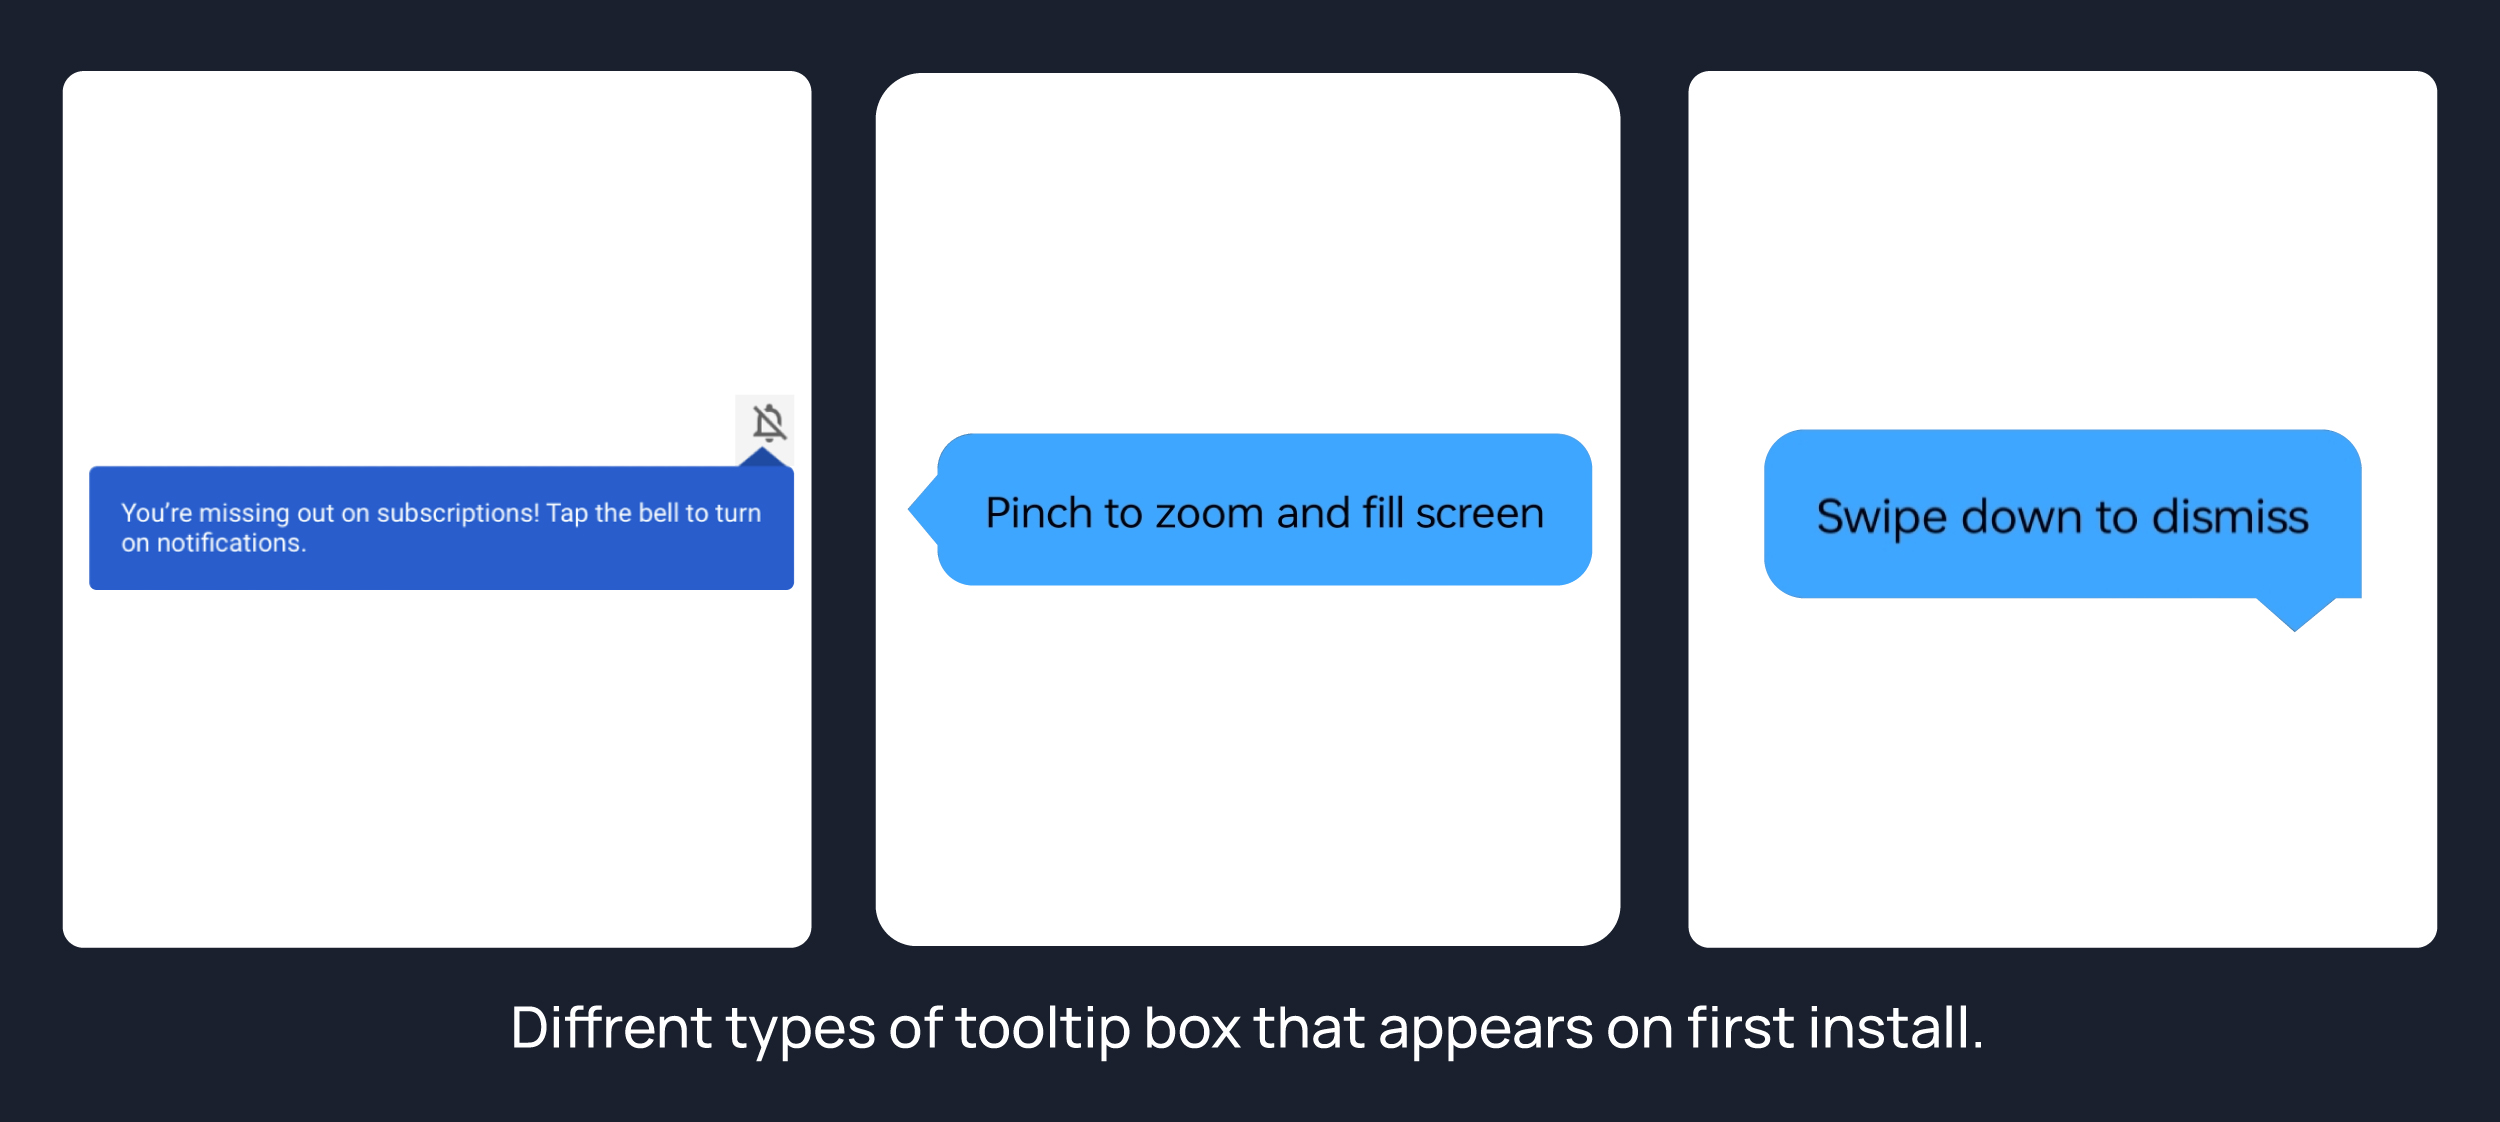 You’re missing out on subscriptions! Tap the bell to turn
on notifications.
Pinch to zoom and fill screen
Swipe down to dismiss
Diffrent types of tooltip box that appears on first install.